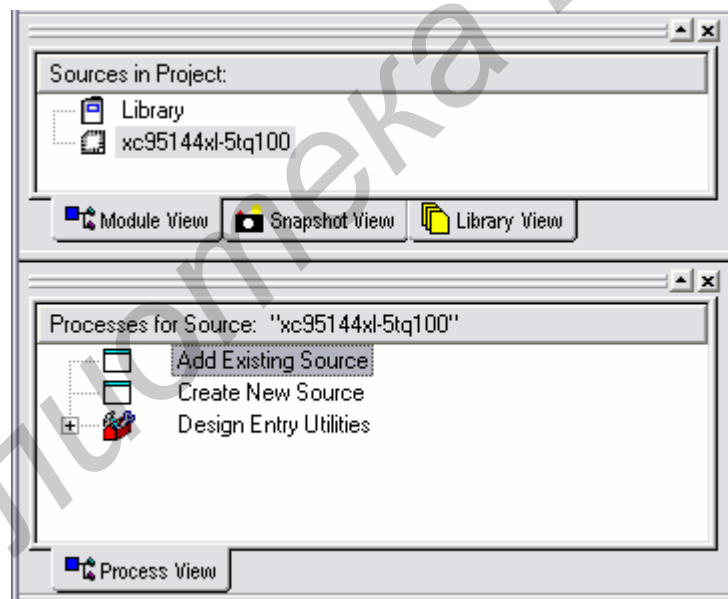 Sources in Project:
Library
xc95144xl-5tq100
Module View Snapshot View Library View
Processes for Source: "xc95144xl-5tq100"
Add Existing Source
Create New Source
Design Entry Utilities
Process View